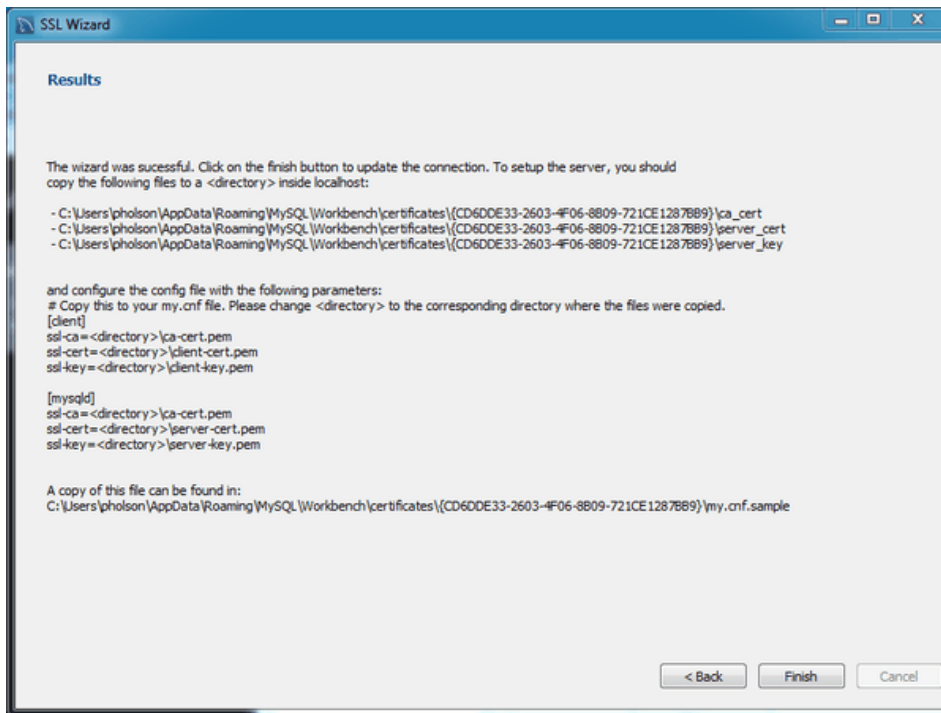 SSL Wizard
Results
The wizard was sucessful. Click on the finish button to update the connection. To setup the server, you should
copy the following files to a <directory> inside localhost:
- C:\Users\pholson\AppData\Roaming\MySQL\Workbench\certificates\{CD6DDE33-2603-4F06-8B09-721CE1287BB9}\ca_cert
- C:\Users\pholson\AppData\Roaming\MySQL\Workbench\certificates\{CD6DDE33-2603-4F06-8B09-721CE1287BB9}\server_cert
- C:\Users\pholson\AppData\Roaming\MySQL\Workbench\certificates\{CD6DDE33-2603-4F06-8B09-721CE1287BB9}\server_key
and configure the config file with the following parameters:
# Copy this to your my.cnf file. Please change <directory> to the corresponding directory where the files were copied.
[client]
ssl-ca=<directory>\ca-cert.pem
ssl-cert=<directory>\client-cert.pem
ssl-key=<directory>\client-key.pem
[mysqld]
ssl-ca=<directory>\ca-cert.pem
ssl-cert=<directory>\server-cert.pem
ssl-key=<directory>\server-key.pem
A copy of this file can be found in:
C:\Users\pholson\AppData\Roaming\MySQL\Workbench\certificates\{CD6DDE33-2603-4F06-8B09-721CE1287BB9}\my.cnf.sample
< Back Finish Cancel